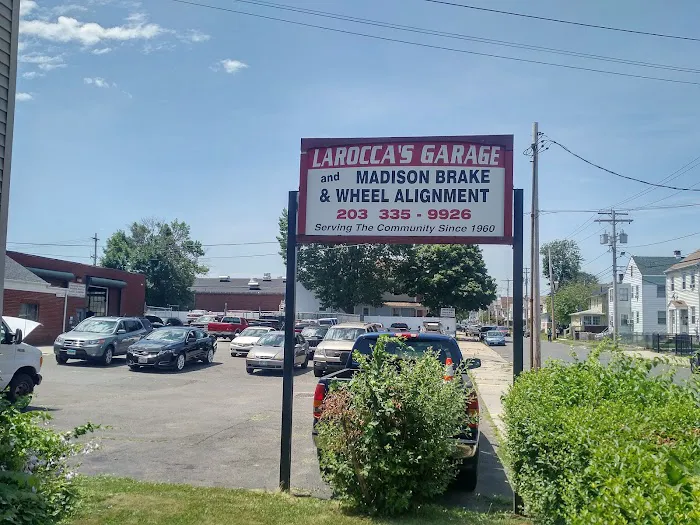 LAROCCA'S GARAGE
and MADISON BRAKE
& WHEEL ALIGNMENT
203 335 - 9926
Serving The Community Since 1960